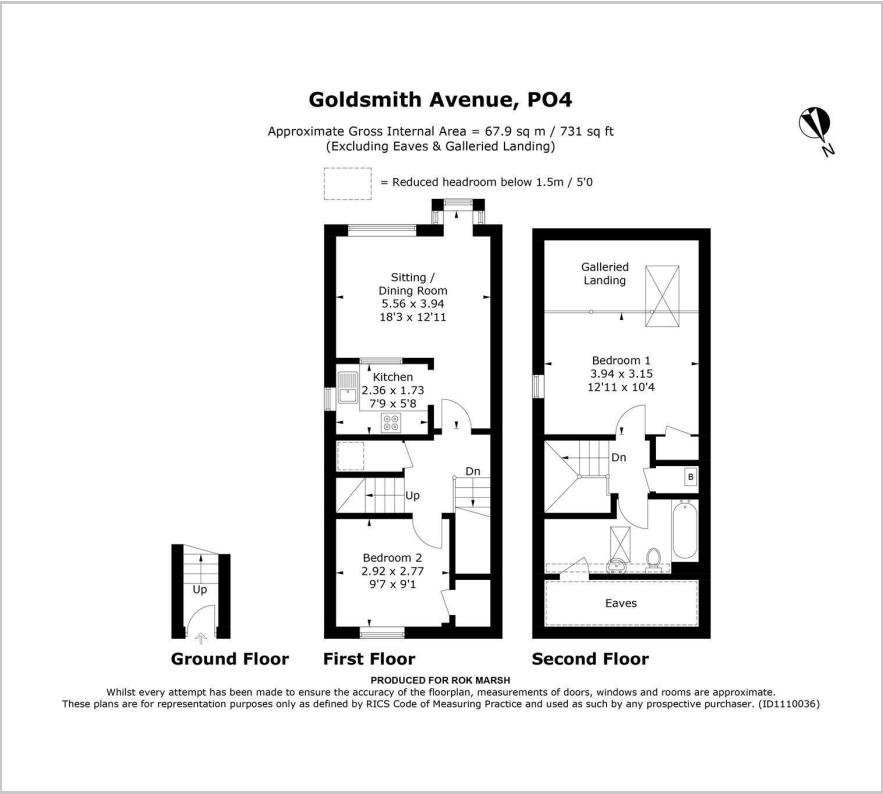 Goldsmith Avenue, PO4
Approximate Gross Internal Area = 67.9 sq m / 731 sq ft
(Excluding Eaves & Galleried Landing)
N
= Reduced headroom below 1.5m / 5'0
Sitting /
Dining Room
5.56 x 3.94
18'3 x 12'11
Kitchen
2.36 x 1.73
7'9 x 5'8
Dn
Up
Bedroom 2
2.92 x 2.77
9'7 x 9'1
Galleried
Landing
Bedroom 1
3.94 x 3.15
12'11 x 10'4
Dn
B
Eaves
Up
Ground Floor
First Floor
Second Floor
PRODUCED FOR ROK MARSH
Whilst every attempt has been made to ensure the accuracy of the floorplan, measurements of doors, windows and rooms are approximate.
These plans are for representation purposes only as defined by RICS Code of Measuring Practice and used as such by any prospective purchaser. (ID1110036)